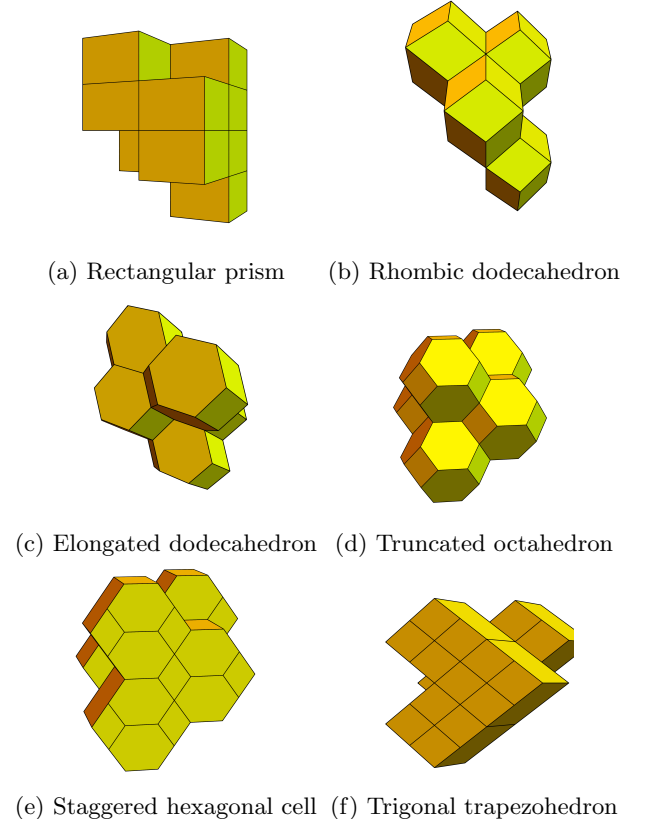 (a) Rectangular prism (b) Rhombic dodecahedron
(c) Elongated dodecahedron (d) Truncated octahedron
(e) Staggered hexagonal cell (f) Trigonal trapezohedron